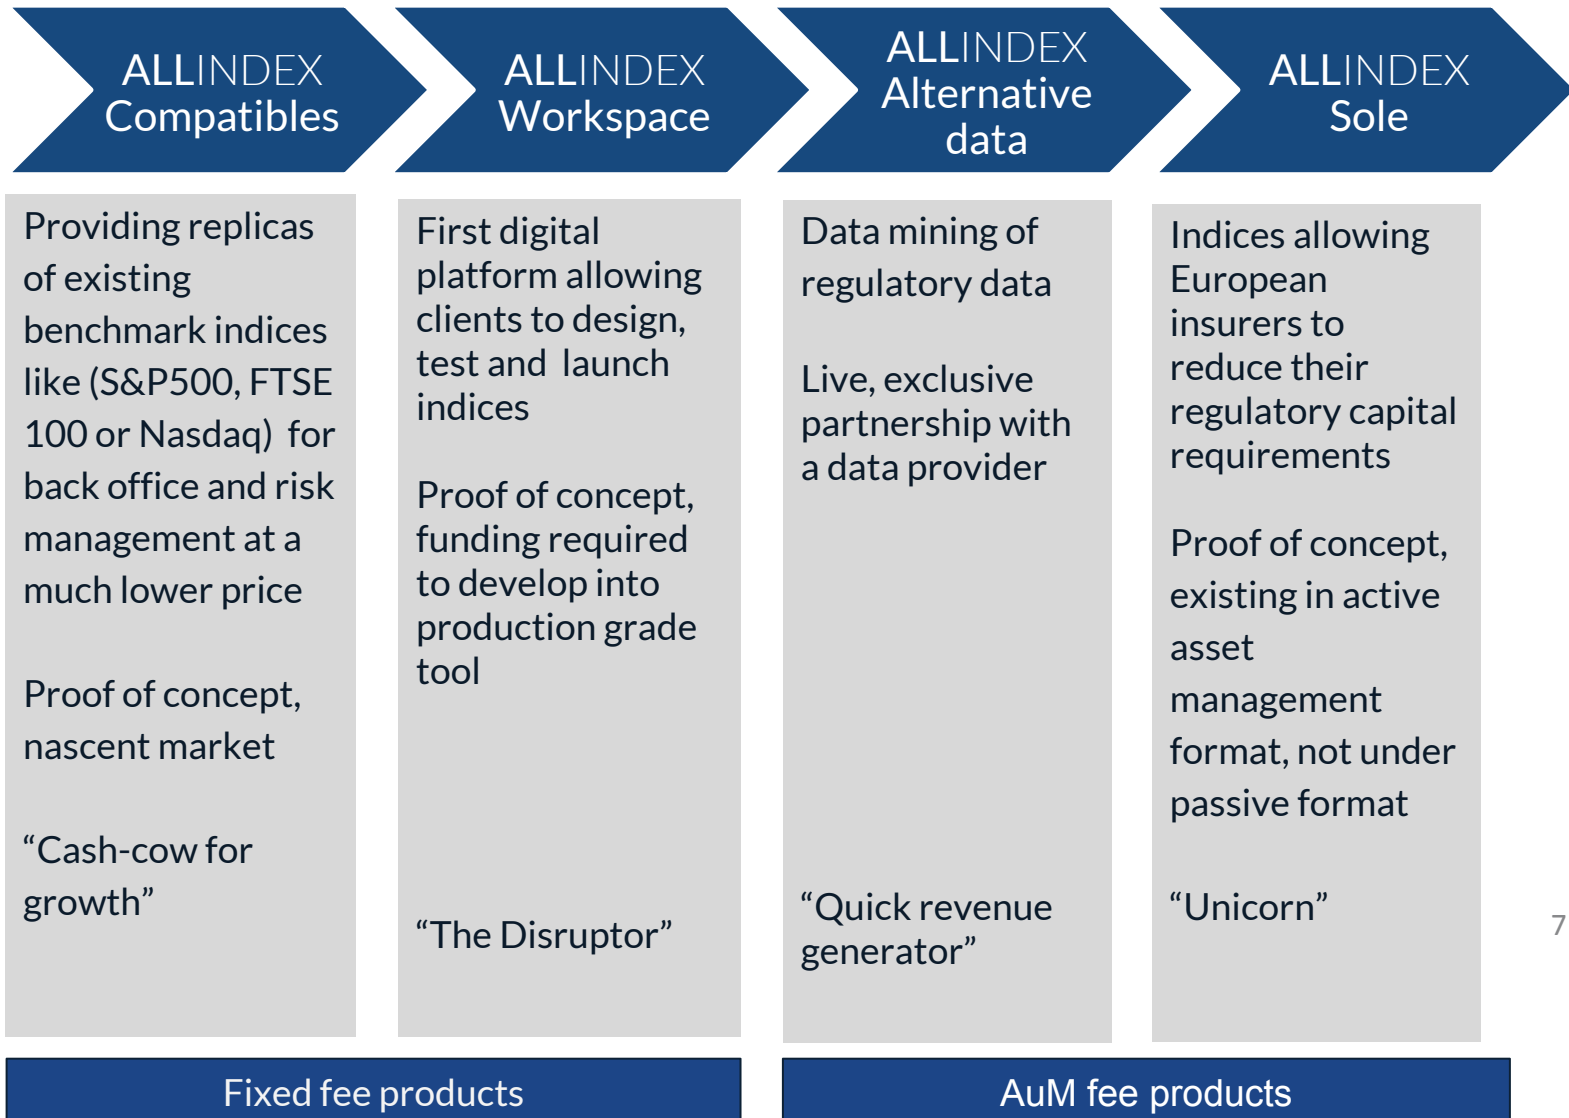 ALLINDEX
Compatibles
ALLINDEX
Workspace
ALLINDEX
Alternative
data
ALLINDEX
Sole
Providing replicas
of existing
benchmark indices
like (S&P500, FTSE
100 or Nasdaq) for
back office and risk
management at a
much lower price
Proof of concept,
nascent market
“Cash-cow for
growth”
First digital
platform allowing
clients to design,
test and launch
indices
Proof of concept,
funding required
to develop into
production grade
tool
“The Disruptor”
Data mining of
regulatory data
Live, exclusive
partnership with
a data provider
“Quick revenue
generator”
Indices allowing
European
insurers to
reduce their
regulatory capital
requirements
Proof of concept,
existing in active
asset
management
format, not under
passive format
“Unicorn”
7
Fixed fee products
AuM fee products